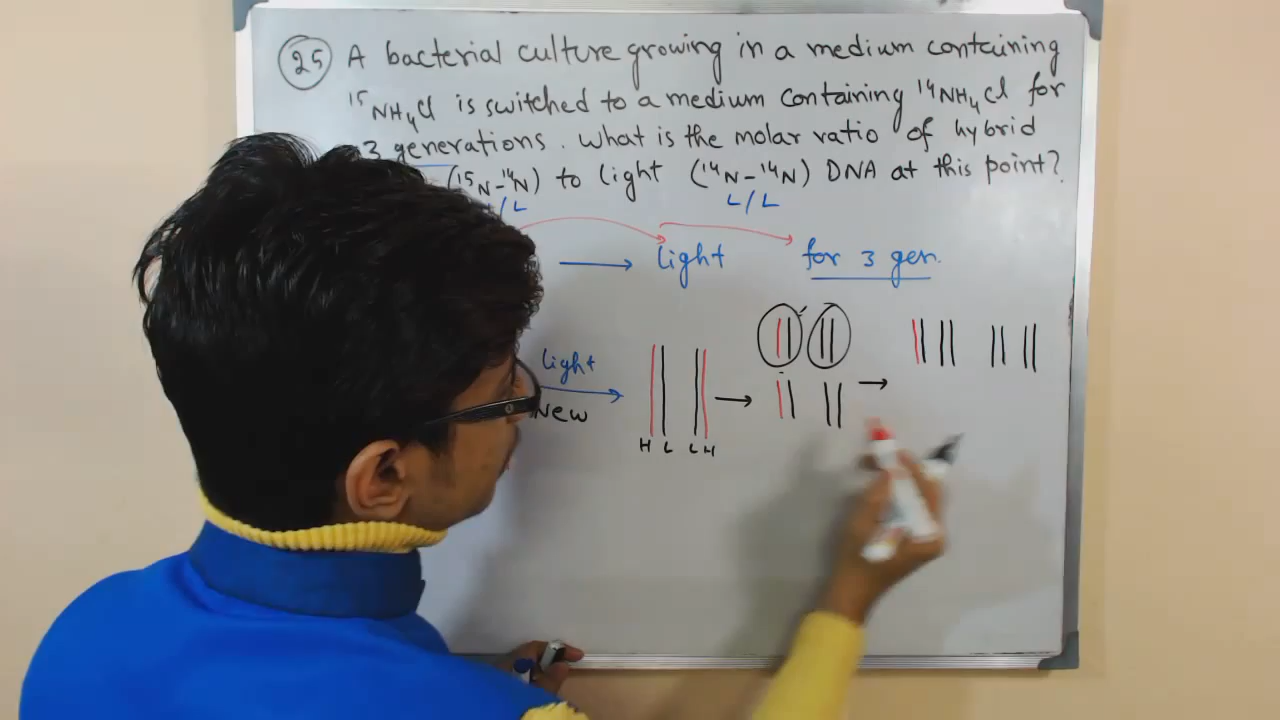 25 A bacterial culture growing in a medium containing
¹⁵NH₄Cl is switched to a medium containing ¹⁴NH₄Cl for
3 generations. What is the molar ratio of hybrid
(¹⁵N-¹⁴N) to light (¹⁴N-¹⁴N) DNA at this point?
/L L/L
→ light for 3 gen.
light
New
H L L H